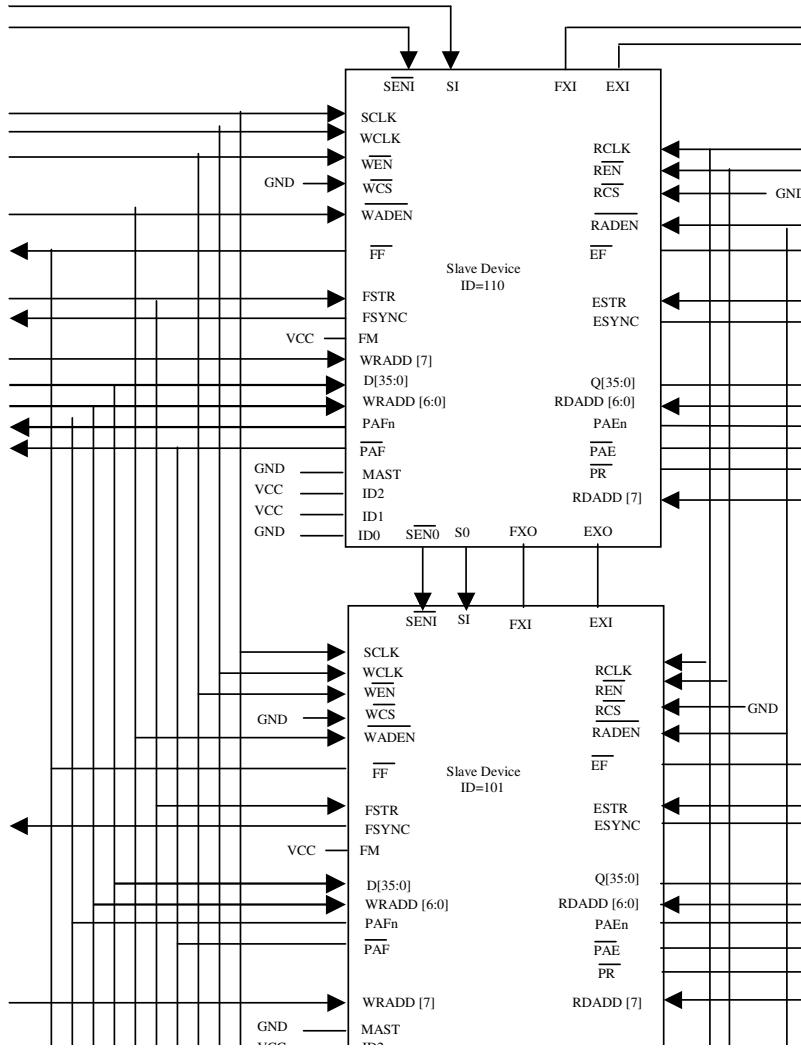 SENI SI FXI EXI
SCLK
WCLK RCLK
WEN REN
GND WCS RCS GND
WADEN RADEN
FF EF
Slave Device
ID=110
FSTR ESTR
FSYNC ESYNC
VCC FM
WRADD [7]
D[35:0] Q[35:0]
WRADD [6:0] RDADD [6:0]
PAFn PAEn
PAF PAE
GND MAST PR
VCC ID2 RDADD [7]
VCC ID1
GND ID0 SEN0 S0 FXO EXO
SENI SI FXI EXI
SCLK
WCLK RCLK
WEN REN
GND WCS RCS GND
WADEN RADEN
FF EF
Slave Device
ID=101
FSTR ESTR
FSYNC ESYNC
VCC FM
D[35:0] Q[35:0]
WRADD [6:0] RDADD [6:0]
PAFn PAEn
PAF PAE
PR
WRADD [7] RDADD [7]
GND MAST
VCC ID2